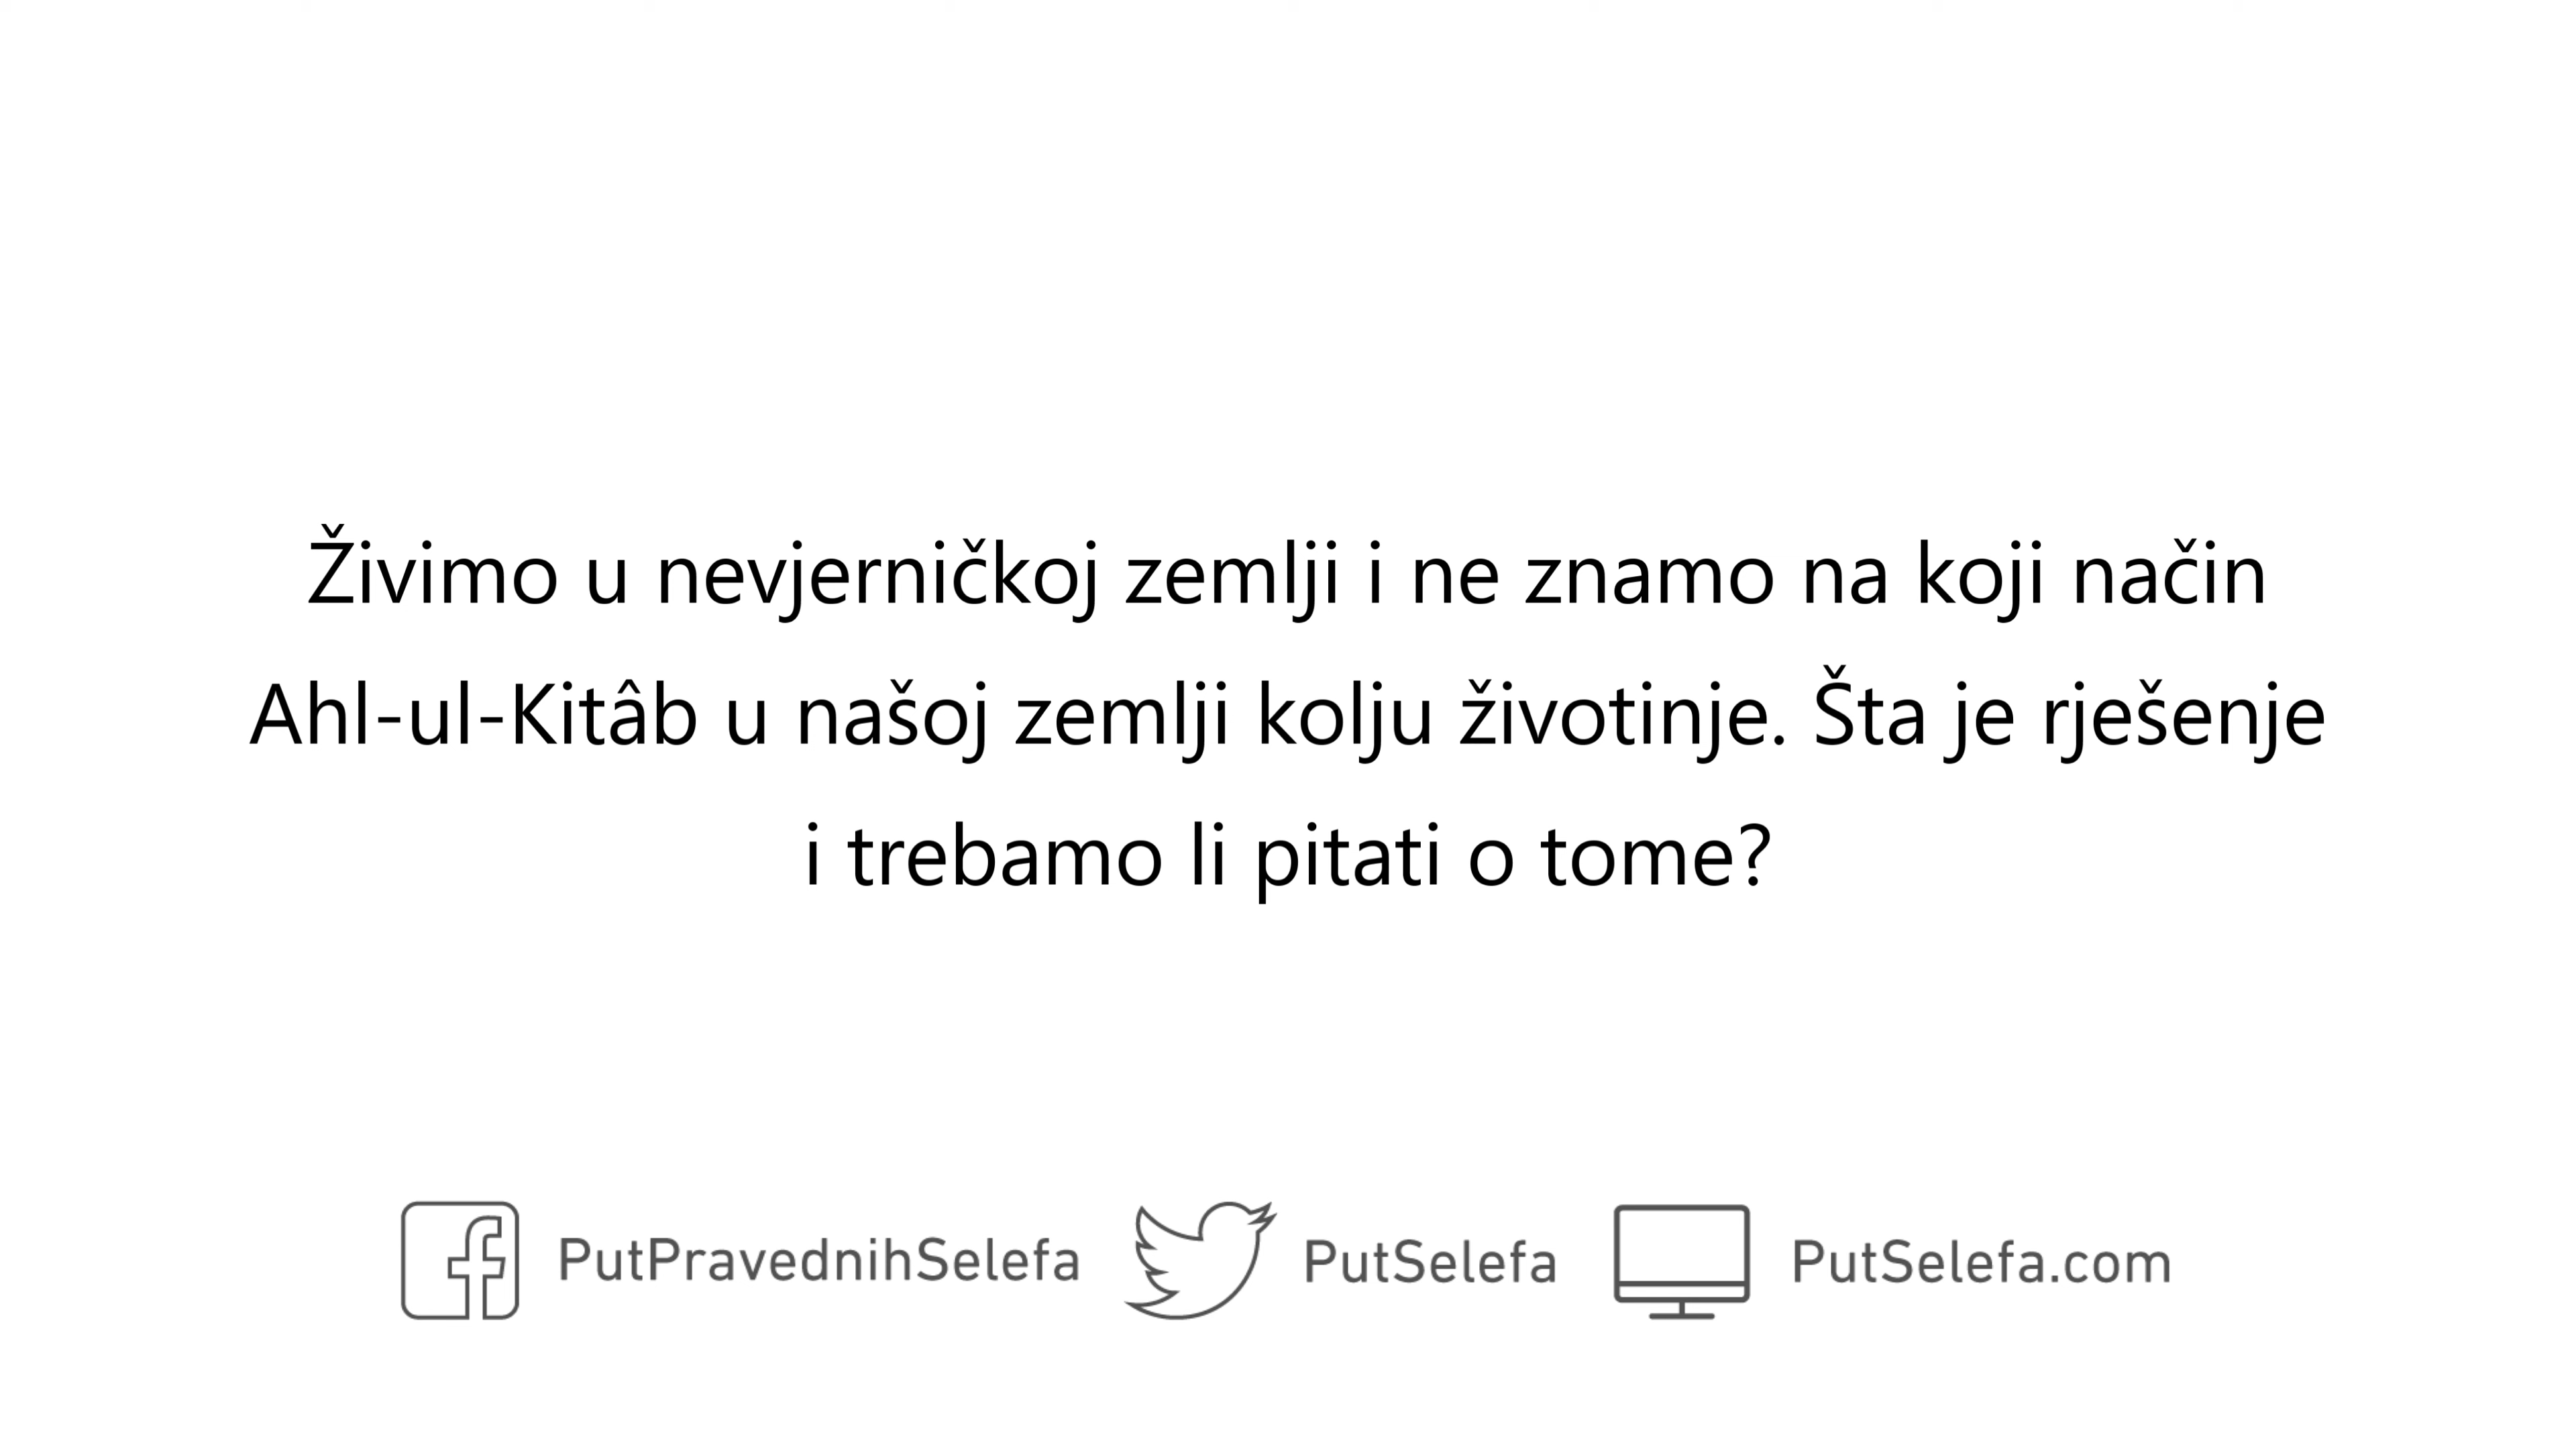 Živimo u nevjerničkoj zemlji i ne znamo na koji način
Ahl-ul-Kitâb u našoj zemlji kolju životinje. Šta je rješenje
i trebamo li pitati o tome?
PutPravednihSelefa PutSelefa PutSelefa.com